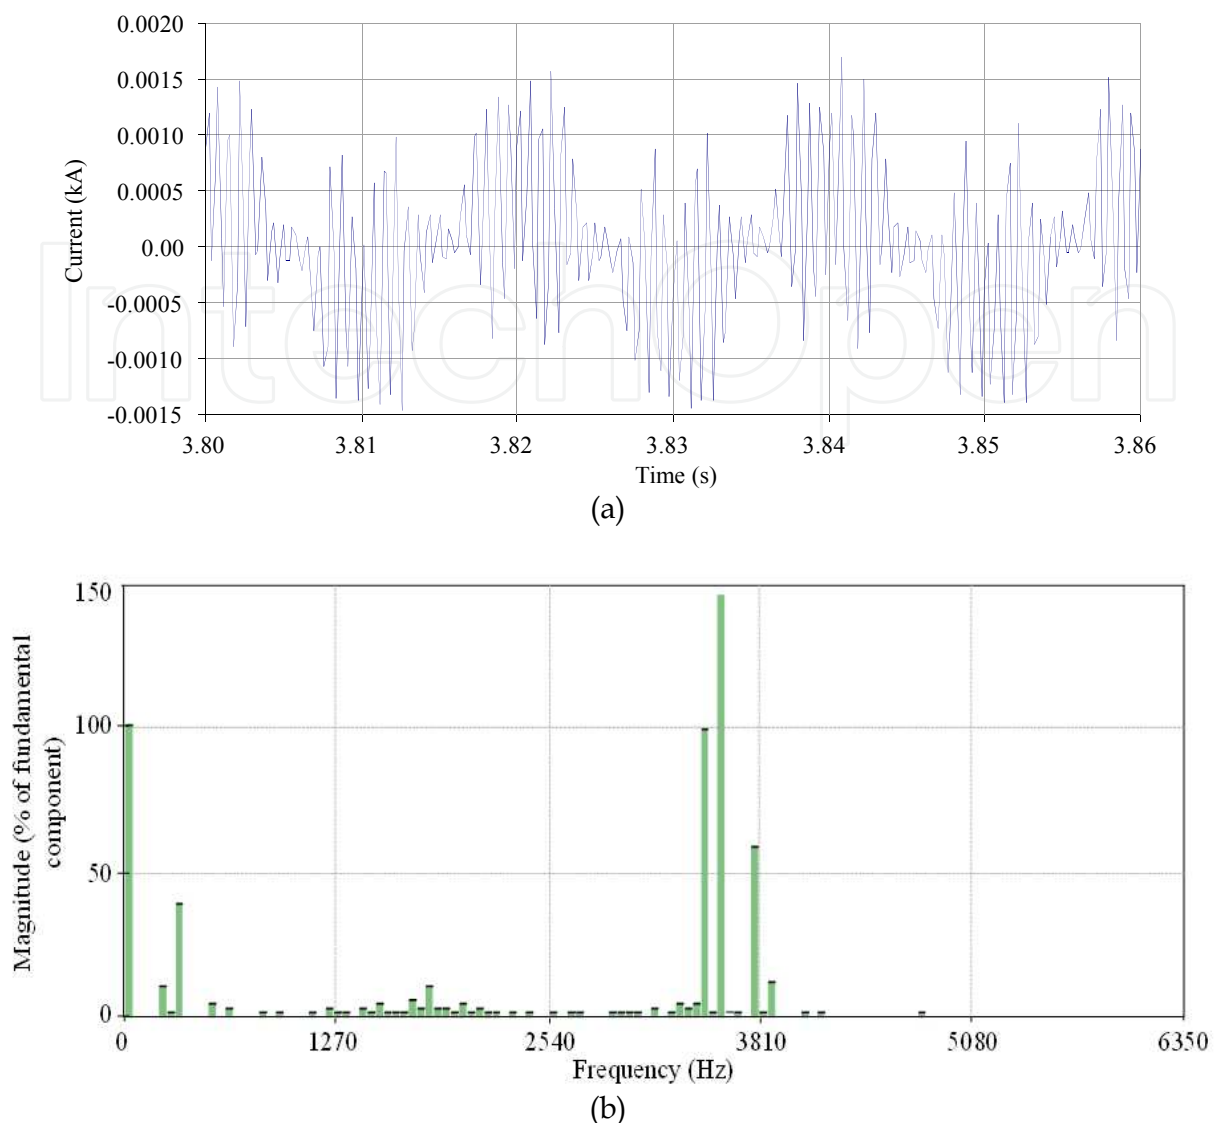 0.0020
0.0015
0.0010
0.0005
0.00
-0.0005
-0.0010
-0.0015
Current (kA)
IntechOpen
3.80 3.81 3.82 3.83 3.84 3.85 3.86
Time (s)
(a)
150
100
50
0
Magnitude (% of fundamental
component)
0 1270 2540 3810 5080 6350
Frequency (Hz)
(b)